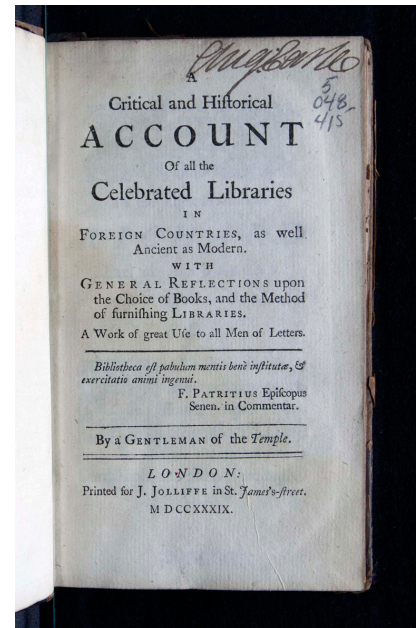 A
Critical and Hiſtorical
ACCOUNT
Of all the
Celebrated Libraries
IN
FOREIGN COUNTRIES, as well
Ancient as Modern.
WITH
GENERAL REFLECTIONS upon
the Choice of Books, and the Method
of furniſhing LIBRARIES.
A Work of great Uſe to all Men of Letters.
Bibliotheca eſt pabulum mentis benè inſtitutæ, &
exercitatio animi ingenui.
F. PATRITIUS Epiſcopus
Senen. in Commentar.
By a GENTLEMAN of the Temple.
LONDON:
Printed for J. JOLLIFFE in St. James's-ſtreet.
MDCCXXXIX.
5
048
415